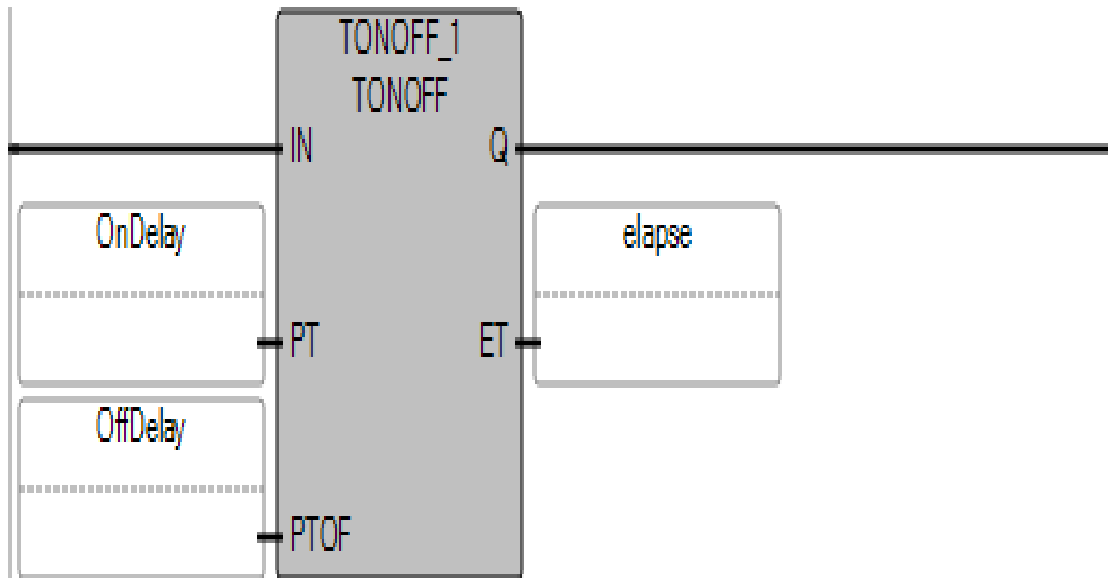 TONOFF_1
TONOFF
IN Q
OnDelay elapse
PT ET
OffDelay
PTOF